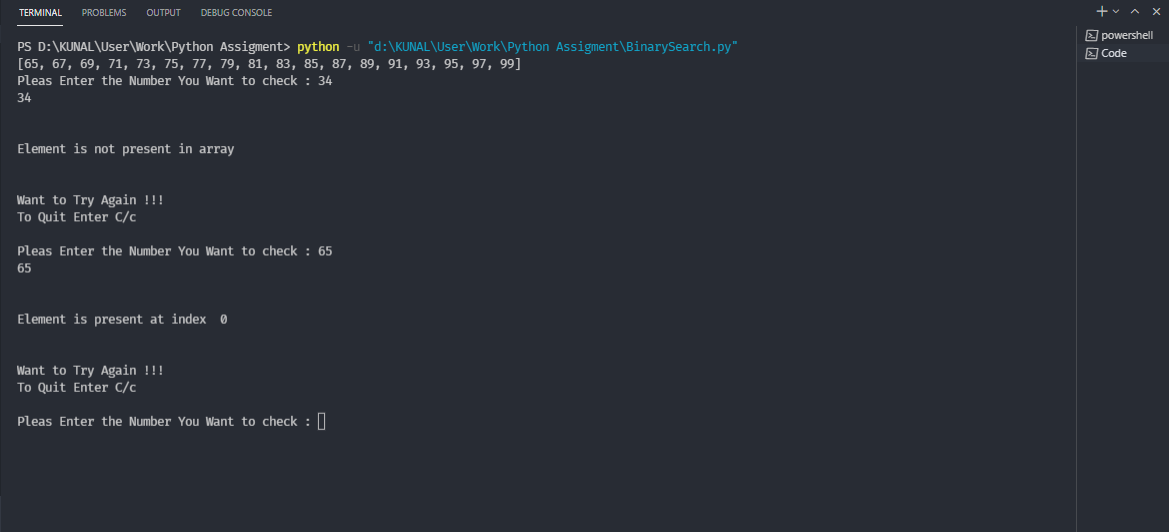 TERMINAL PROBLEMS OUTPUT DEBUG CONSOLE
powershell
Code
PS D:\KUNAL\User\Work\Python Assigment> python -u "d:\KUNAL\User\Work\Python Assigment\BinarySearch.py"
[65, 67, 69, 71, 73, 75, 77, 79, 81, 83, 85, 87, 89, 91, 93, 95, 97, 99]
Pleas Enter the Number You Want to check : 34
34
Element is not present in array
Want to Try Again !!!
To Quit Enter C/c
Pleas Enter the Number You Want to check : 65
65
Element is present at index  0
Want to Try Again !!!
To Quit Enter C/c
Pleas Enter the Number You Want to check :